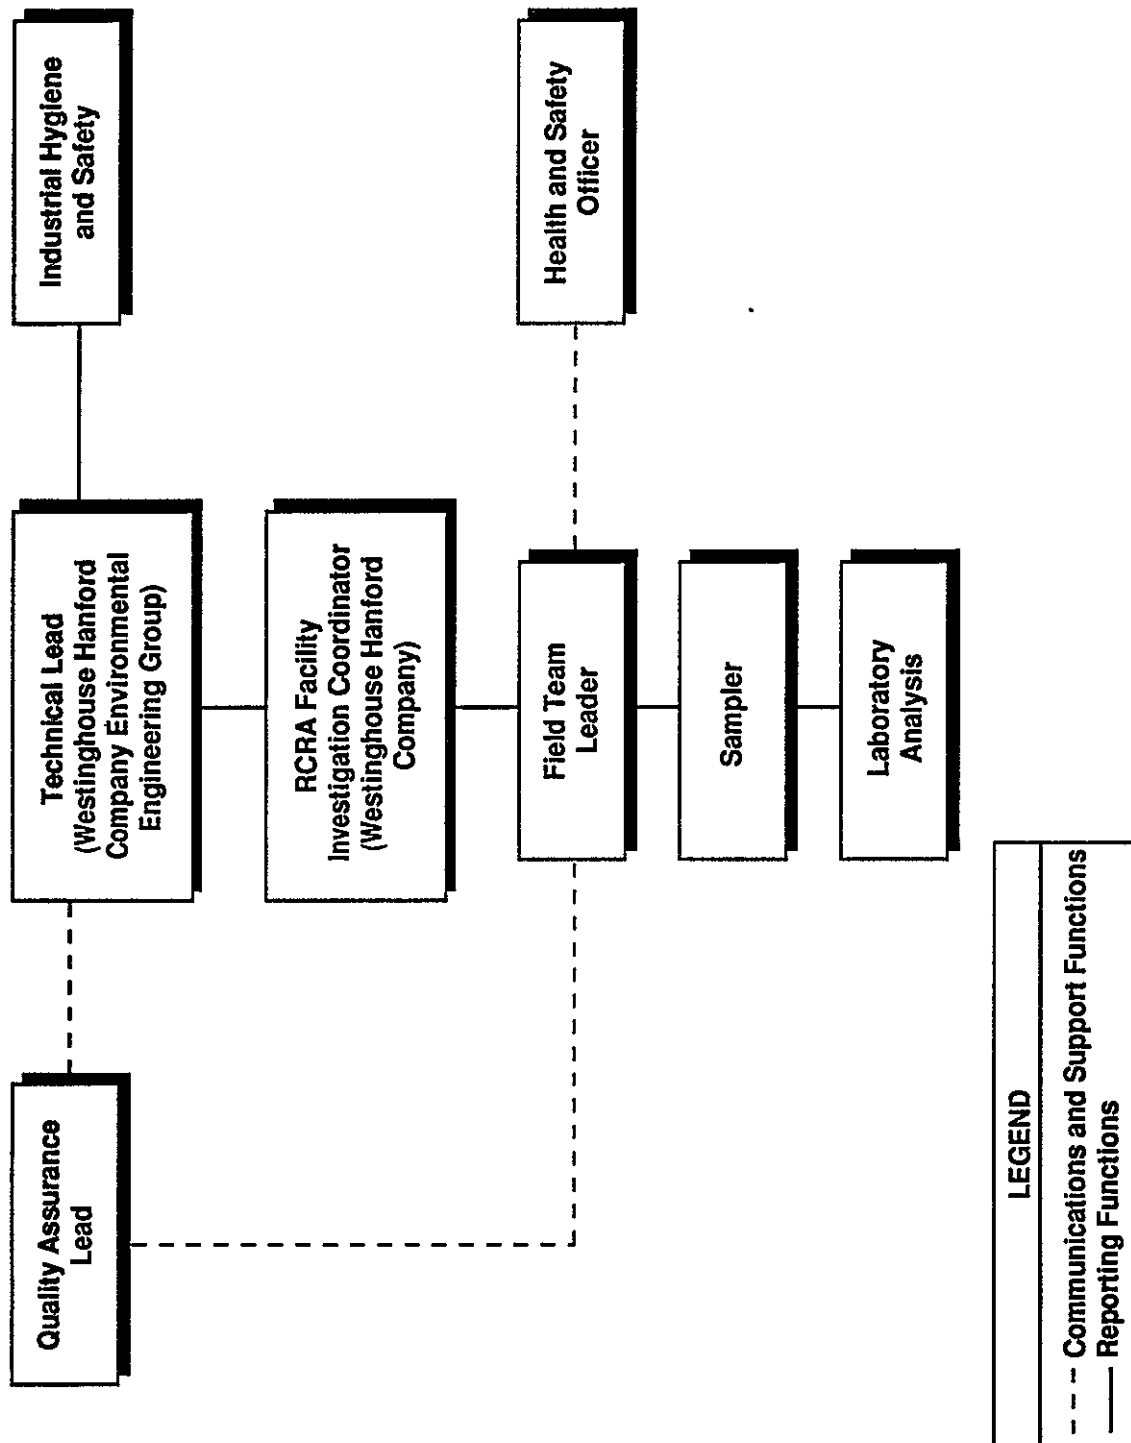 Quality Assurance
Lead
Technical Lead
(Westinghouse Hanford
Company Environmental
Engineering Group)
Industrial Hygiene
and Safety
RCRA Facility
Investigation Coordinator
(Westinghouse Hanford
Company)
Field Team
Leader
Health and Safety
Officer
Sampler
Laboratory
Analysis
LEGEND
Communications and Support Functions
Reporting Functions